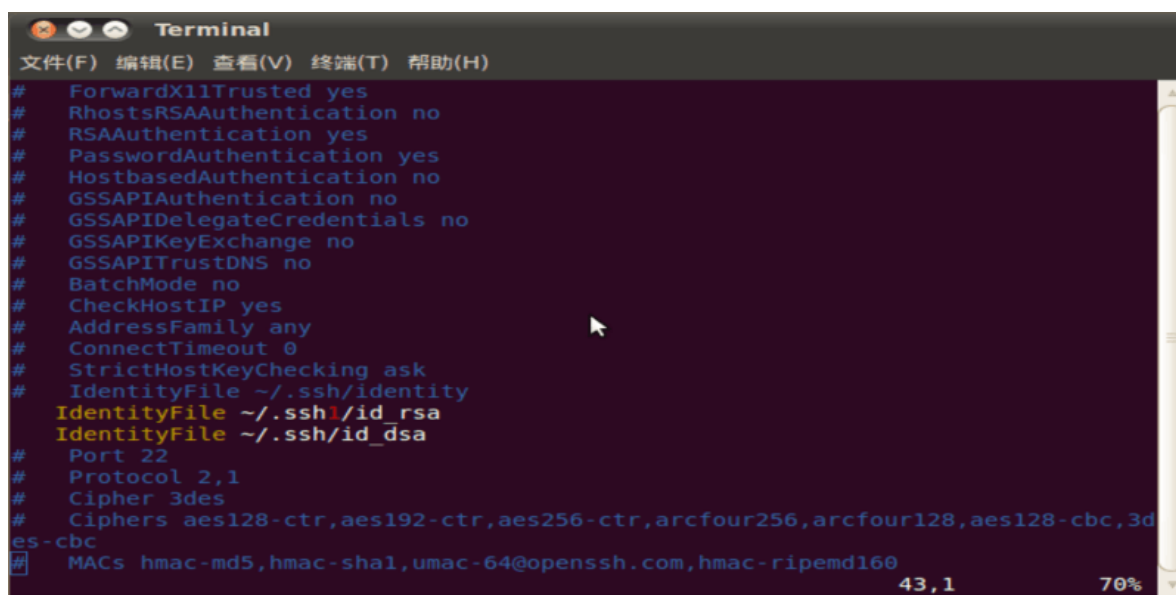 Terminal
文件(F) 编辑(E) 查看(V) 终端(T) 帮助(H)
#   ForwardX11Trusted yes
#   RhostsRSAAuthentication no
#   RSAAuthentication yes
#   PasswordAuthentication yes
#   HostbasedAuthentication no
#   GSSAPIAuthentication no
#   GSSAPIDelegateCredentials no
#   GSSAPIKeyExchange no
#   GSSAPITrustDNS no
#   BatchMode no
#   CheckHostIP yes
#   AddressFamily any
#   ConnectTimeout 0
#   StrictHostKeyChecking ask
#   IdentityFile ~/.ssh/identity
   IdentityFile ~/.ssh1/id_rsa
   IdentityFile ~/.ssh/id_dsa
#   Port 22
#   Protocol 2,1
#   Cipher 3des
#   Ciphers aes128-ctr,aes192-ctr,aes256-ctr,arcfour256,arcfour128,aes128-cbc,3d
es-cbc
#   MACs hmac-md5,hmac-sha1,umac-64@openssh.com,hmac-ripemd160
43,1 70%